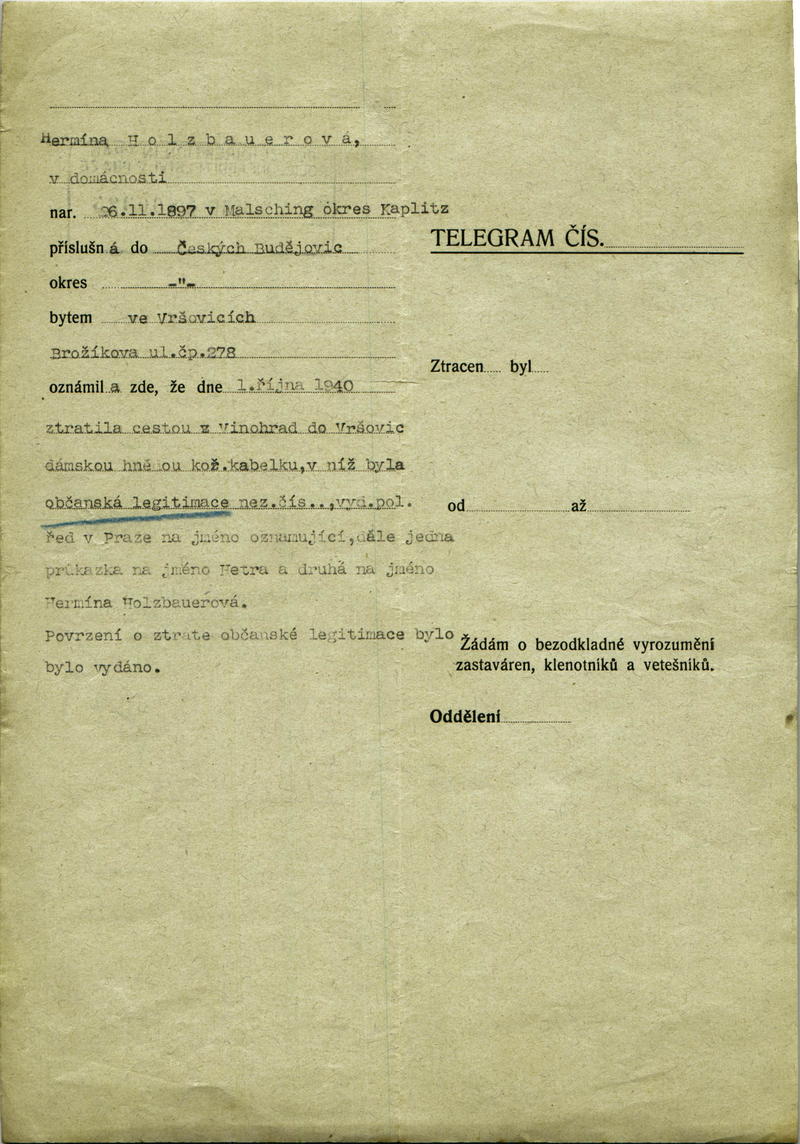 Hermína H o l z b a u e r o v á,
v domácnosti
nar. 26.11.1897 v Malsching okres Kaplitz
příslušná do Českých Budějovic
okres -"-
bytem ve Vršovicích
Brožíkova ul.čp.278
oznámila zde, že dne 1.října 1940
ztratila cestou z Vinohrad do Vršovic
dámskou hnědou kož.kabelku,v níž byla
občanská legitimace nez.čís..,vyd.pol.
řed v Praze na jméno oznamující,dále jedna
průkazka na jméno Petra a druhá na jméno
Hermína Holzbauerová.
Povrzení o ztrate občanské legitimace bylo
bylo vydáno.
TELEGRAM ČÍS.
Ztracen byl
od až
Žádám o bezodkladné vyrozumění
zastaváren, klenotníků a vetešníků.
Oddělení